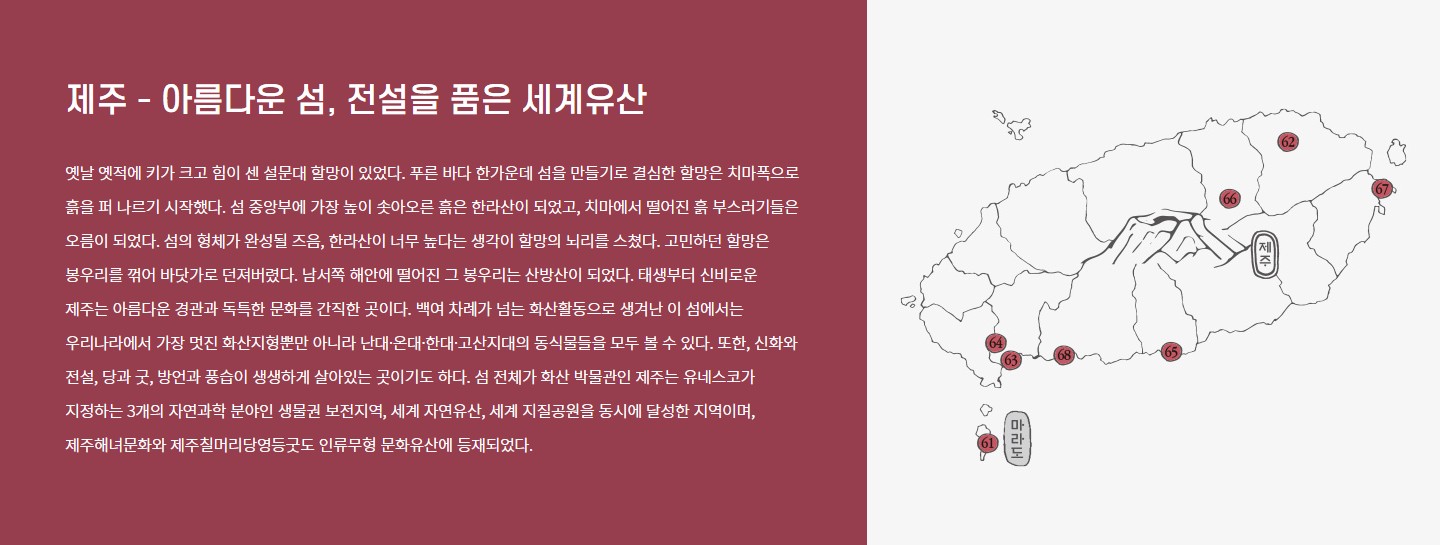 제주 - 아름다운 섬, 전설을 품은 세계유산
옛날 옛적에 키가 크고 힘이 센 설문대 할망이 있었다. 푸른 바다 한가운데 섬을 만들기로 결심한 할망은 치마폭으로
흙을 퍼 나르기 시작했다. 섬 중앙부에 가장 높이 솟아오른 흙은 한라산이 되었고, 치마에서 떨어진 흙 부스러기들은
오름이 되었다. 섬의 형체가 완성될 즈음, 한라산이 너무 높다는 생각이 할망의 뇌리를 스쳤다. 고민하던 할망은
봉우리를 꺾어 바닷가로 던져버렸다. 남서쪽 해안에 떨어진 그 봉우리는 산방산이 되었다. 태생부터 신비로운
제주는 아름다운 경관과 독특한 문화를 간직한 곳이다. 백여 차례가 넘는 화산활동으로 생겨난 이 섬에서는
우리나라에서 가장 멋진 화산지형뿐만 아니라 난대·온대·한대·고산지대의 동식물들을 모두 볼 수 있다. 또한, 신화와
전설, 당과 굿, 방언과 풍습이 생생하게 살아있는 곳이기도 하다. 섬 전체가 화산 박물관인 제주는 유네스코가
지정하는 3개의 자연과학 분야인 생물권 보전지역, 세계 자연유산, 세계 지질공원을 동시에 달성한 지역이며,
제주해녀문화와 제주칠머리당영등굿도 인류무형 문화유산에 등재되었다.
62
67
66
제주
64
63
68
65
61
마라도